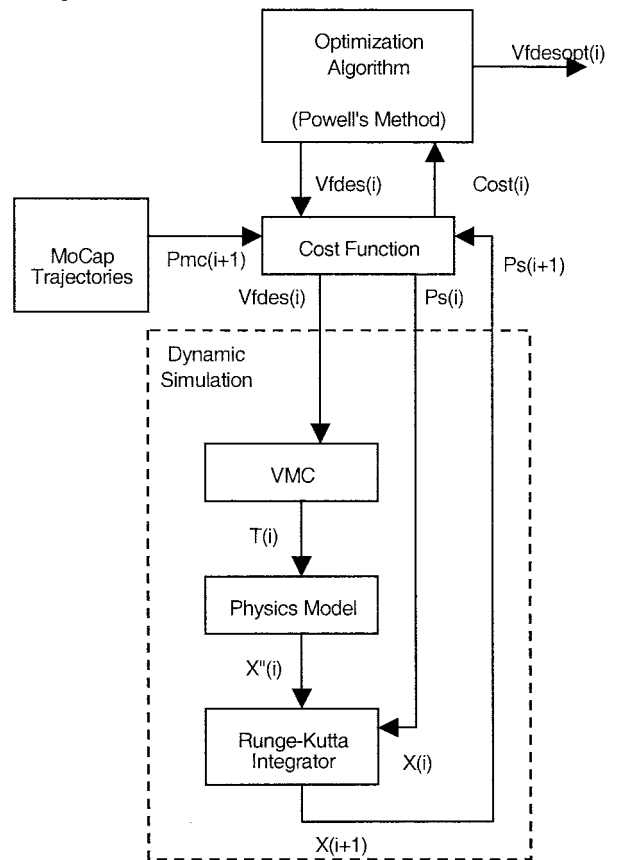 Optimization
Algorithm
(Powell's Method)
Vfdesopt(i)
Vfdes(i)
Cost(i)
MoCap
Trajectories
Pmc(i+1)
Cost Function
Ps(i+1)
Vfdes(i)
Ps(i)
Dynamic
Simulation
VMC
T(i)
Physics Model
X"(i)
Runge-Kutta
Integrator
X(i)
X(i+1)